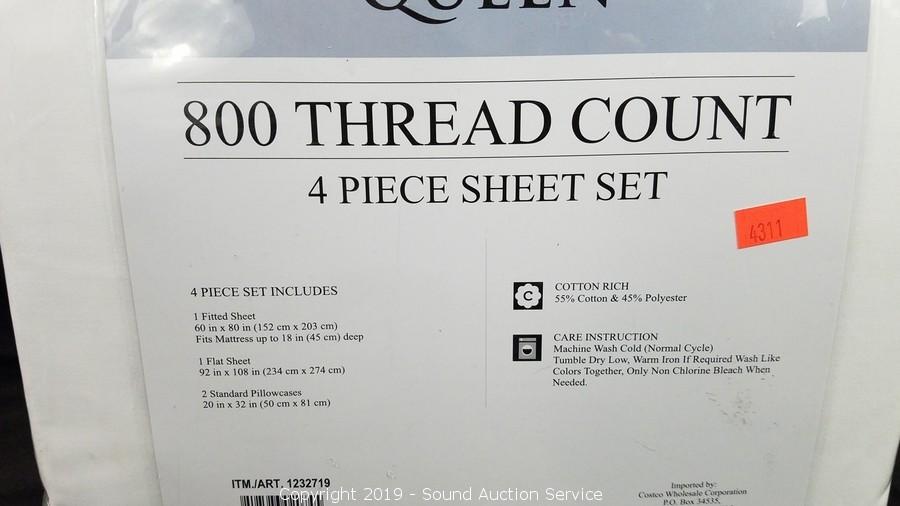 QUEEN
800 THREAD COUNT
4 PIECE SHEET SET
4311
4 PIECE SET INCLUDES
1 Fitted Sheet
60 in x 80 in (152 cm x 203 cm)
Fits Mattress up to 18 in (45 cm) deep
1 Flat Sheet
92 in x 108 in (234 cm x 274 cm)
2 Standard Pillowcases
20 in x 32 in (50 cm x 81 cm)
C
COTTON RICH
55% Cotton & 45% Polyester
CARE INSTRUCTION
Machine Wash Cold (Normal Cycle)
Tumble Dry Low, Warm Iron If Required Wash Like
Colors Together, Only Non Chlorine Bleach When
Needed.
ITM./ART. 1232719
Imported by:
Costco Wholesale Corporation
P.O. Box 34535,
Copyright 2019 - Sound Auction Service